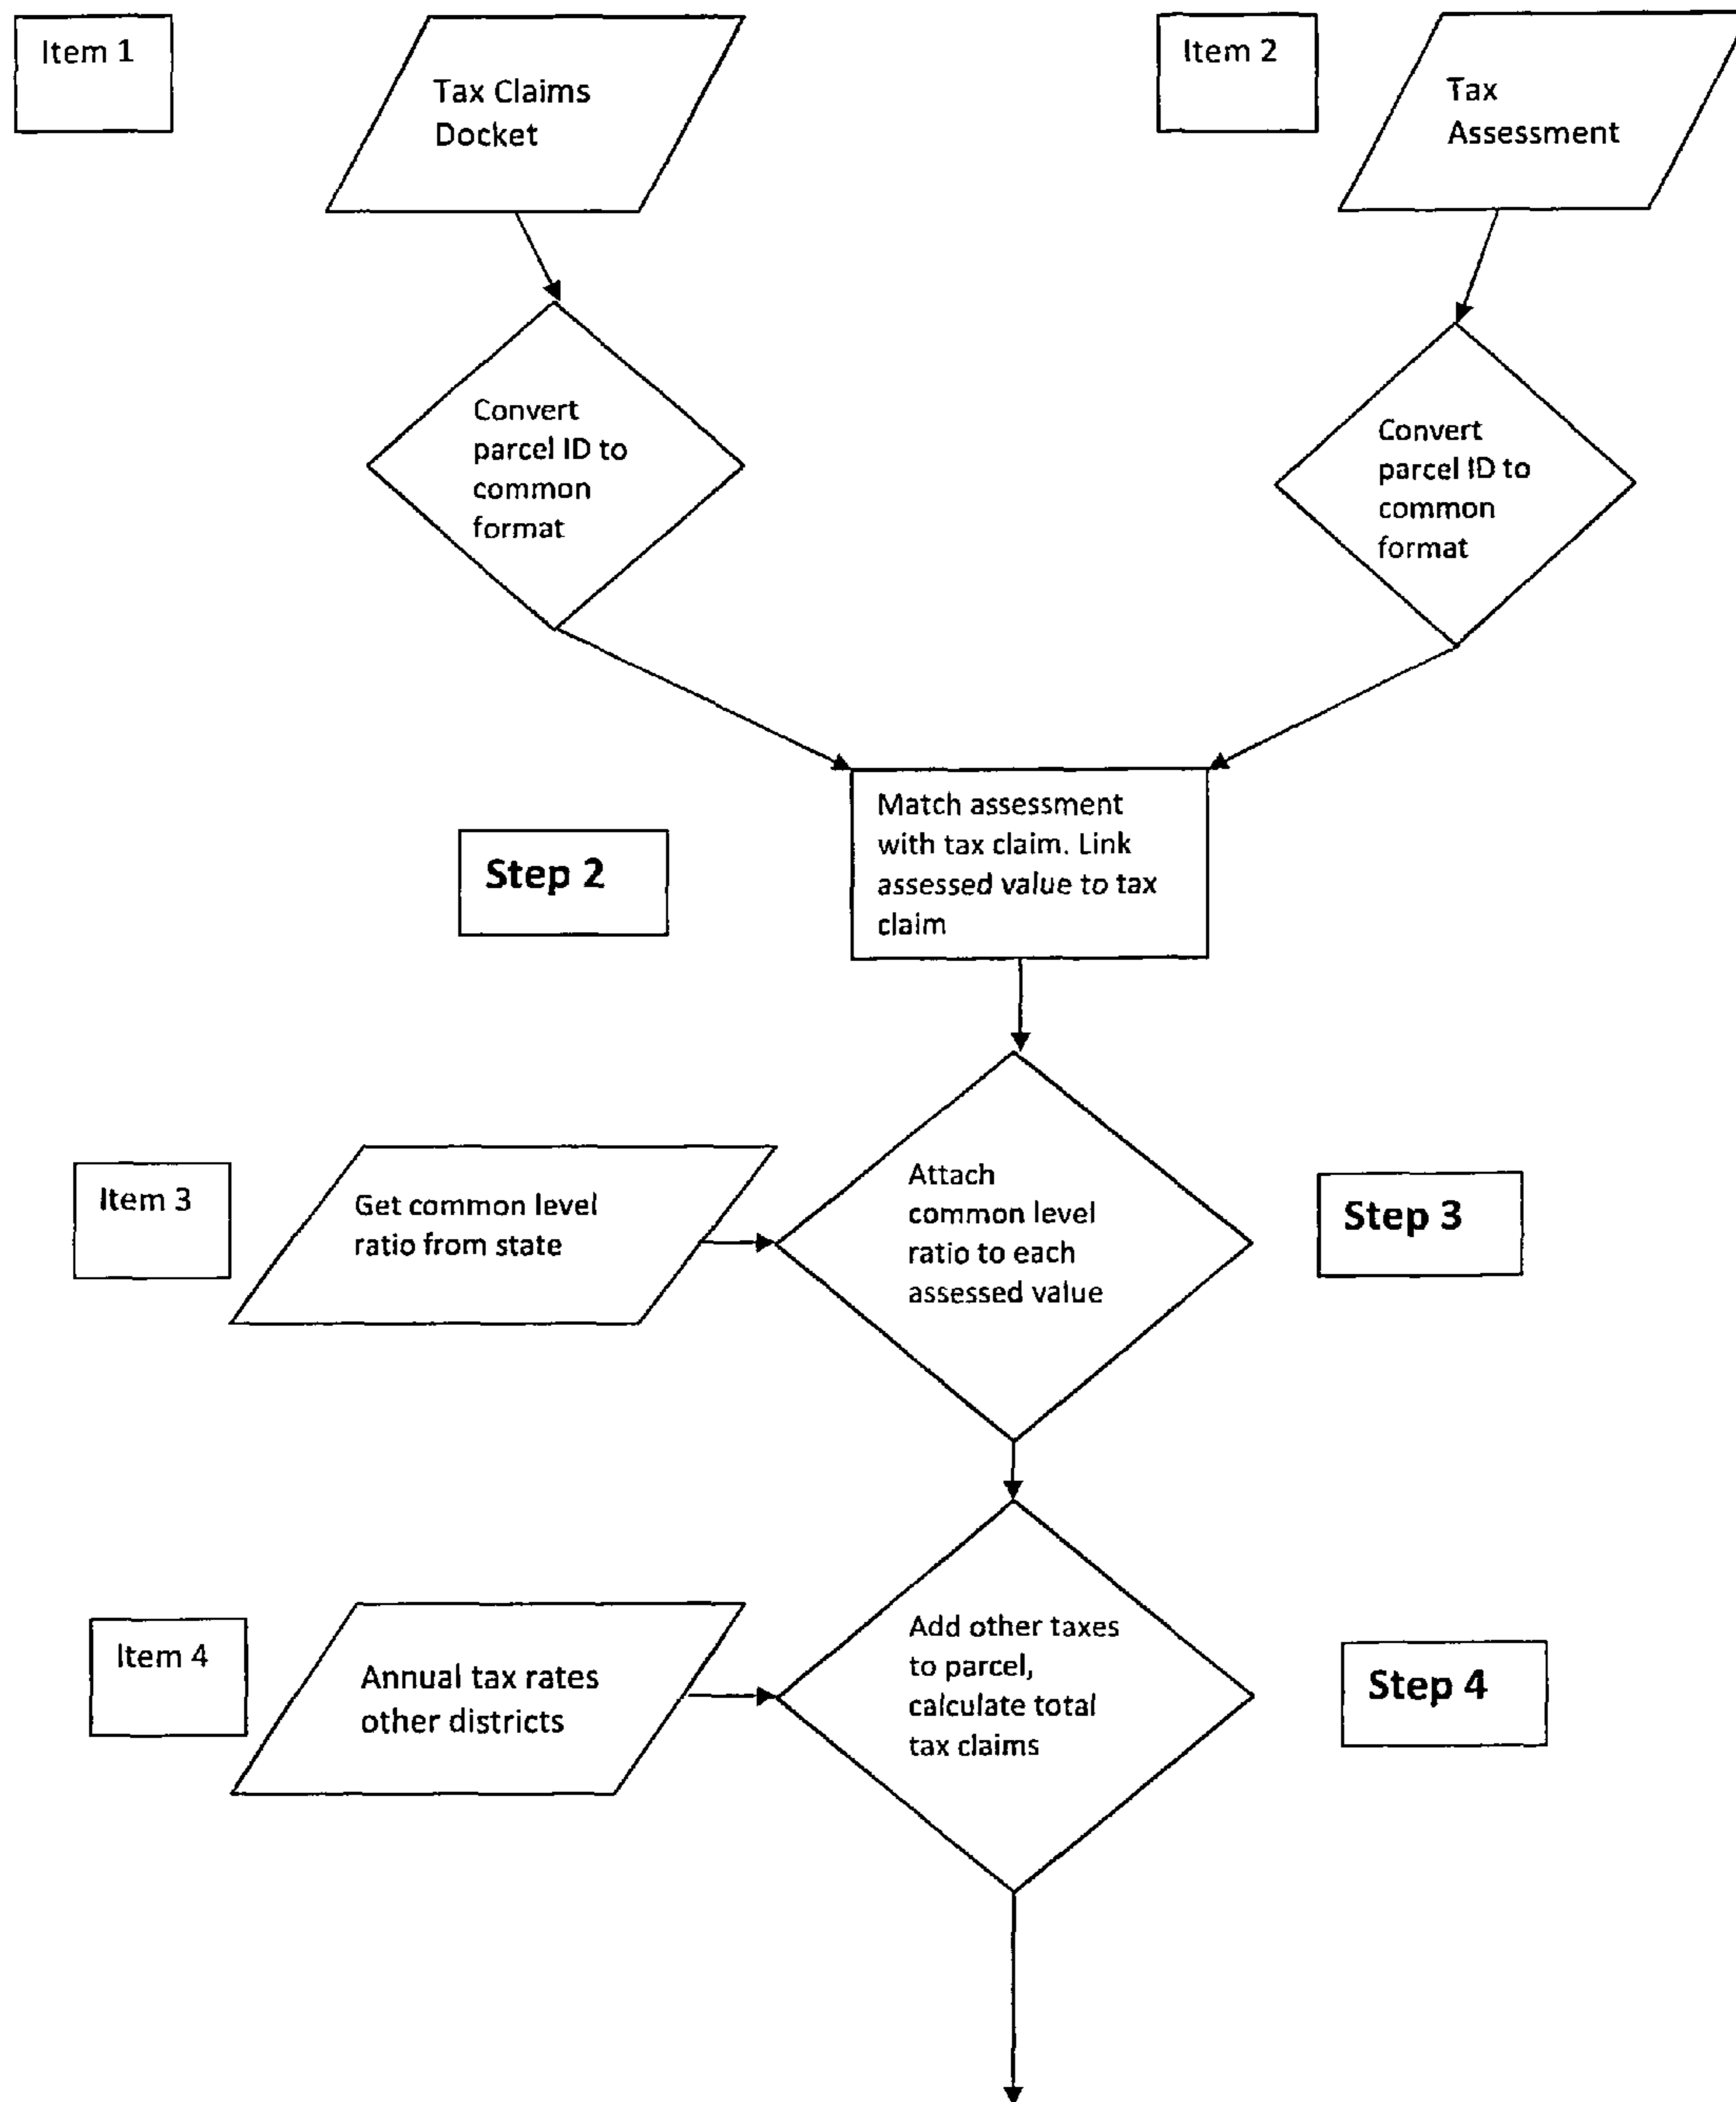 Item 1
Tax Claims
Docket
Item 2
Tax
Assessment
Convert
parcel ID to
common
format
Convert
parcel ID to
common
format
Match assessment
with tax claim. Link
assessed value to tax
claim
Step 2
Item 3
Get common level
ratio from state
Attach
common level
ratio to each
assessed value
Step 3
Item 4
Annual tax rates
other districts
Add other taxes
to parcel,
calculate total
tax claims
Step 4